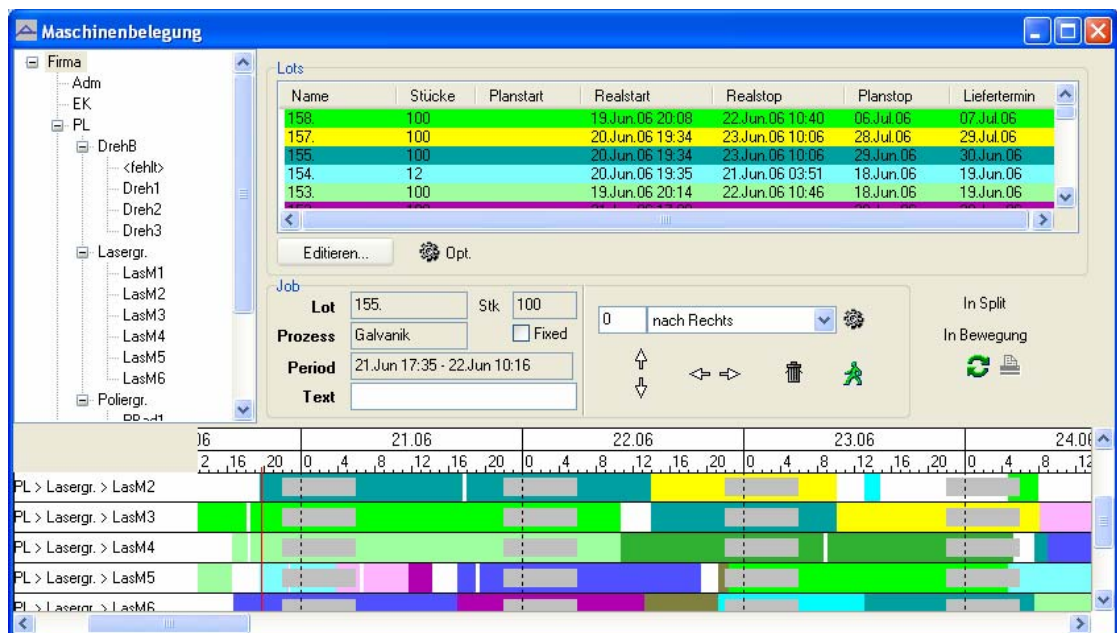 Maschinenbelegung
Firma
Adm
EK
PL
DrehB
<fehlt>
Dreh1
Dreh2
Dreh3
Lasergr.
LasM1
LasM2
LasM3
LasM4
LasM5
LasM6
Poliergr.
Lots
Name Stücke Planstart Realstart Realstop Planstop Liefertermin
158. 100 19.Jun.06 20:08 22.Jun.06 10:40 06.Jul.06 07.Jul.06
157. 100 20.Jun.06 19:34 23.Jun.06 10:06 28.Jul.06 29.Jul.06
155. 100 20.Jun.06 19:34 23.Jun.06 10:06 29.Jun.06 30.Jun.06
154. 12 20.Jun.06 19:35 21.Jun.06 03:51 18.Jun.06 19.Jun.06
153. 100 19.Jun.06 20:14 22.Jun.06 10:46 18.Jun.06 19.Jun.06
Editieren... Opt.
Job
Lot 155. Stk 100
Prozess Galvanik Fixed
Period 21.Jun 17:35 - 22.Jun 10:16
Text
0 nach Rechts
In Split
In Bewegung
06 21.06 22.06 23.06 24.06
2 16 20 0 4 8 12 16 20 0 4 8 12 16 20 0 4 8 12 16 20 0 4 8 12
PL > Lasergr. > LasM2
PL > Lasergr. > LasM3
PL > Lasergr. > LasM4
PL > Lasergr. > LasM5
PL > Lasergr. > LasM6